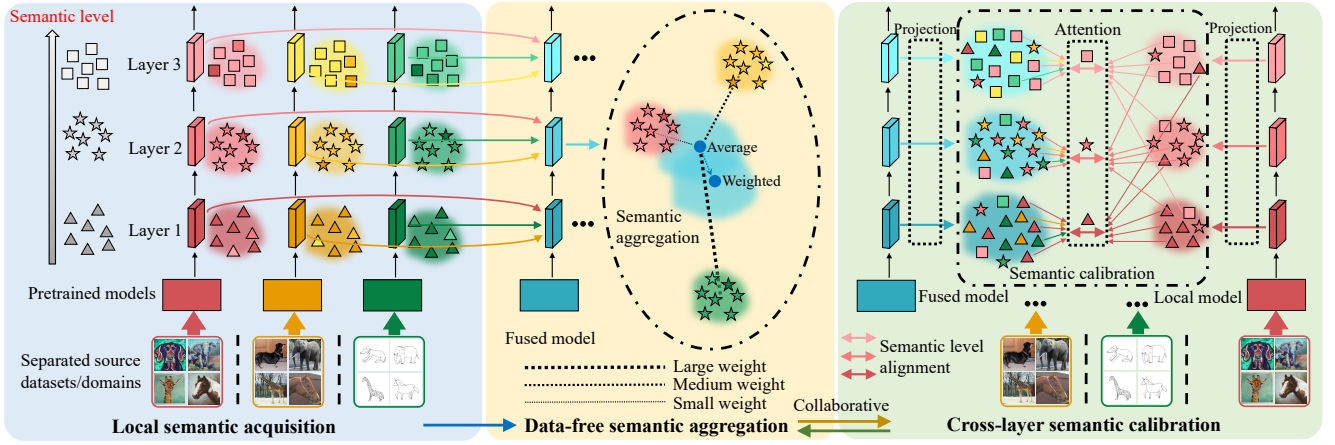 Semantic level
Layer 3
Layer 2
Layer 1
Pretrained models
Separated source
datasets/domains
Local semantic acquisition
Average
Weighted
Semantic
aggregation
Fused model
Large weight
Medium weight
Small weight
Data-free semantic aggregation
Collaborative
Projection
Attention
Projection
Semantic calibration
Fused model
Local model
Semantic level
alignment
Cross-layer semantic calibration